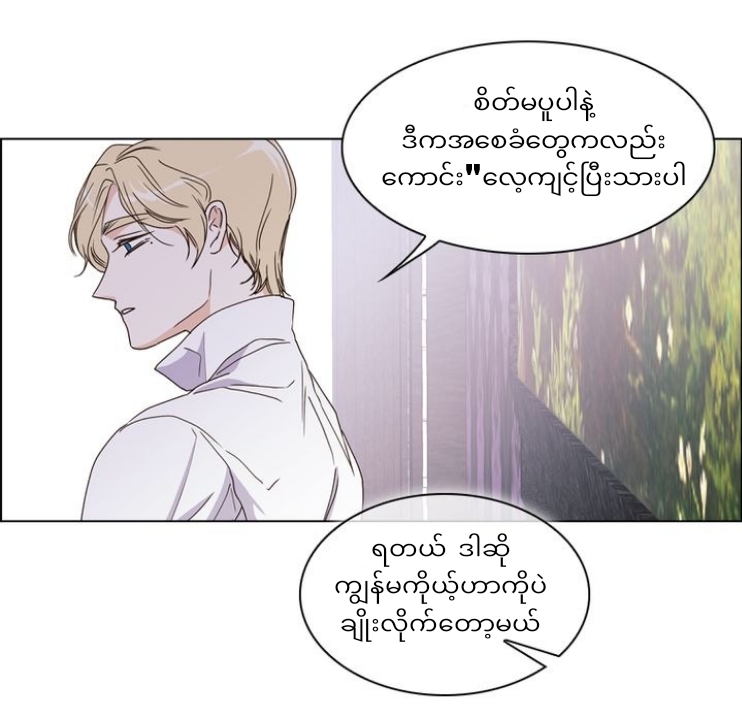 စိတ်မပူပါနဲ့
ဒီကအစေခံတွေကလည်း
ကောင်း"လေ့ကျင့်ပြီးသားပါ
ရတယ် ဒါဆို
ကျွန်မကိုယ့်ဟာကိုပဲ
ချိုးလိုက်တော့မယ်